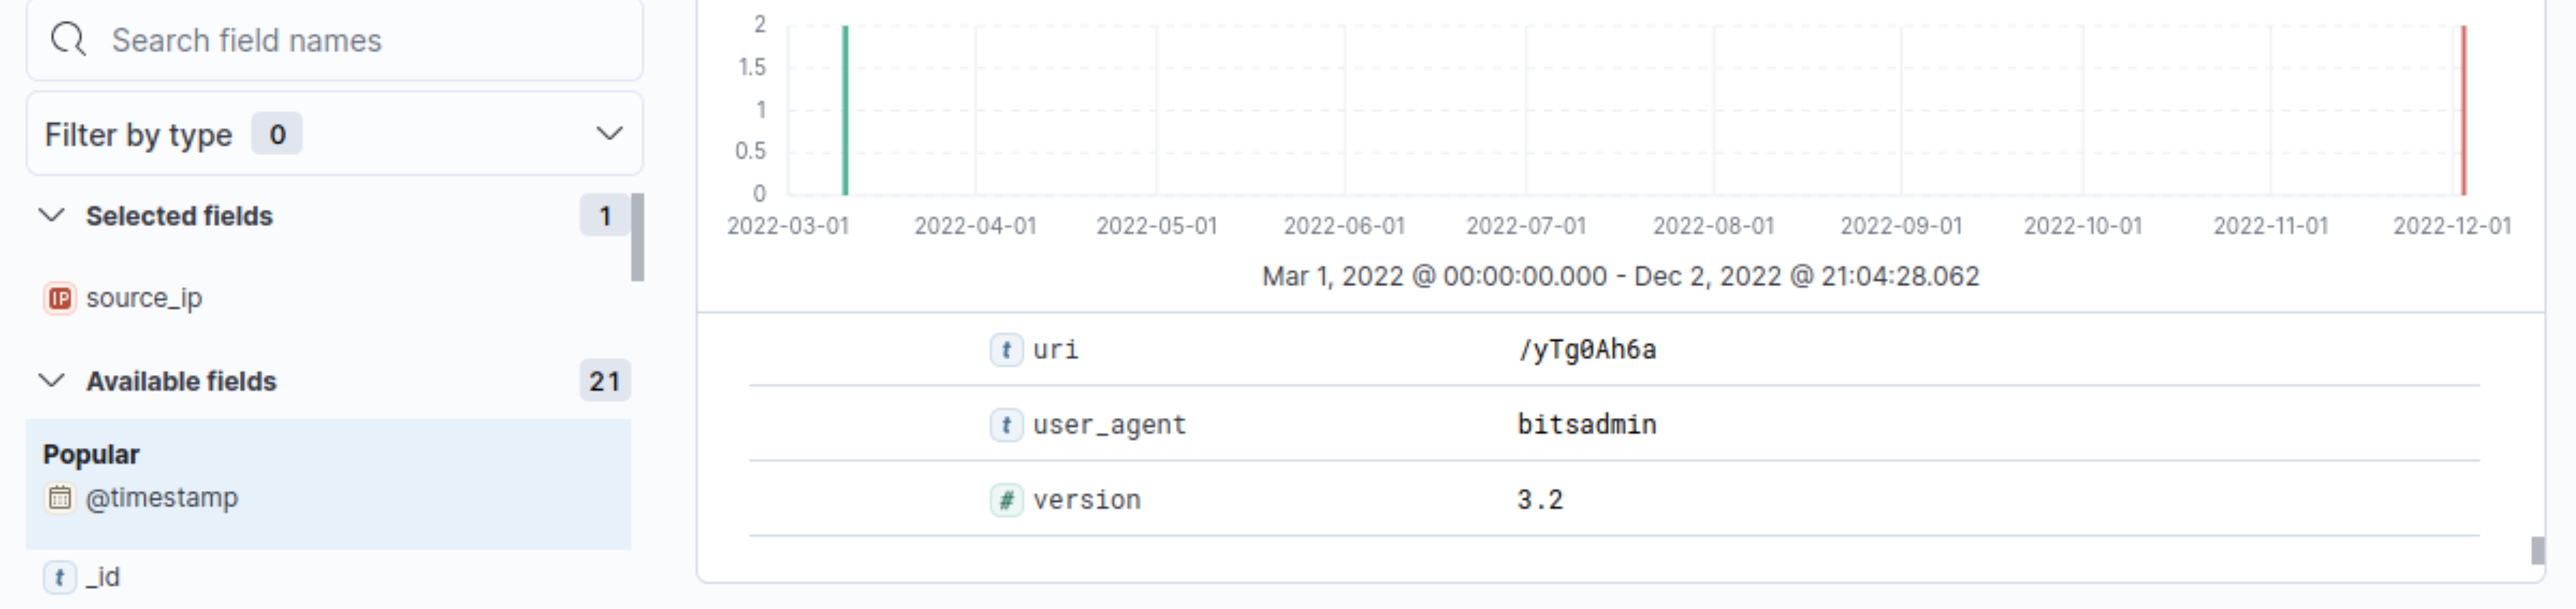 Search field names
Filter by type 0
Selected fields 1
IP source_ip
Available fields 21
Popular
@timestamp
t _id
2
1.5
1
0.5
0
2022-03-01 2022-04-01 2022-05-01 2022-06-01 2022-07-01 2022-08-01 2022-09-01 2022-10-01 2022-11-01 2022-12-01
Mar 1, 2022 @ 00:00:00.000 - Dec 2, 2022 @ 21:04:28.062
t uri /yTg0Ah6a
t user_agent bitsadmin
# version 3.2